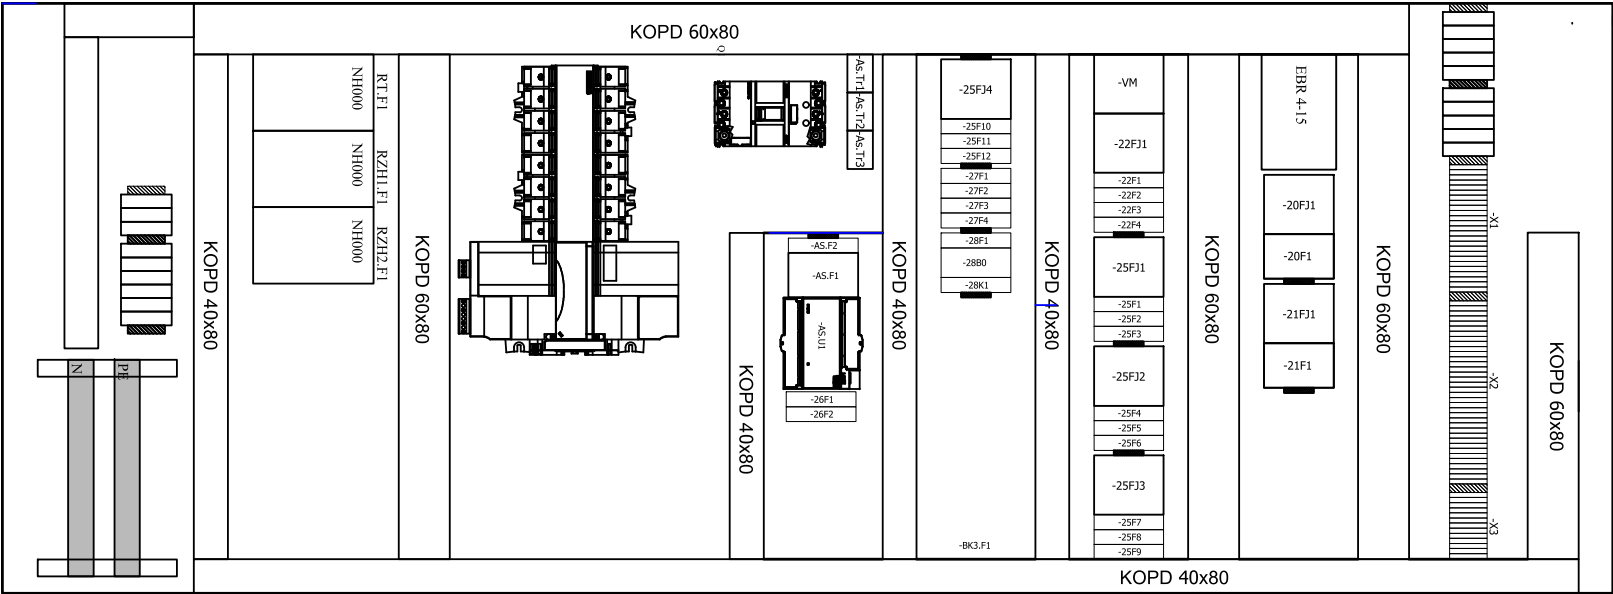 KOPD 60x80
Q
RT.F1
NH000
RZH1.F1
NH000
RZH2.F1
NH000
N
PE
KOPD 40x80
KOPD 60x80
-As.Tr1
-As.Tr2
-As.Tr3
KOPD 40x80
-AS.F2
-AS.F1
-AS.U1
-26F1
-26F2
KOPD 40x80
-25FJ4
-25F10
-25F11
-25F12
-27F1
-27F2
-27F3
-27F4
-28F1
-28B0
-28K1
-BK3.F1
KOPD 40x80
-VM
-22FJ1
-22F1
-22F2
-22F3
-22F4
-25FJ1
-25F1
-25F2
-25F3
-25FJ2
-25F4
-25F5
-25F6
-25FJ3
-25F7
-25F8
-25F9
KOPD 60x80
EBR 4-15
-20FJ1
-20F1
-21FJ1
-21F1
KOPD 60x80
-X1
-X2
-X3
KOPD 60x80
KOPD 40x80